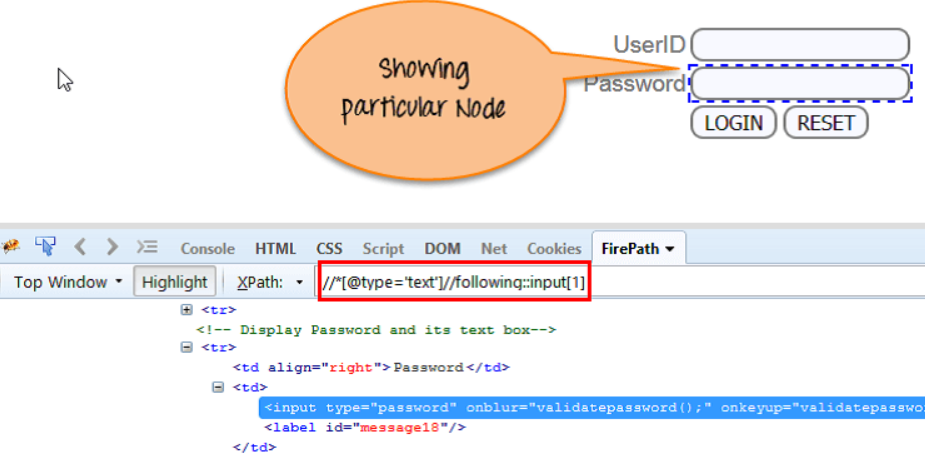 Showing
particular Node
UserID
Password
LOGIN RESET
Console HTML CSS Script DOM Net Cookies FirePath
Top Window Highlight XPath: //*[@type='text']//following::input[1]
<tr>
<!-- Display Password and its text box-->
<tr>
<td align="right">Password</td>
<td>
<input type="password" onblur="validatepassword();" onkeyup="validatepasswo
<label id="message18"/>
</td>